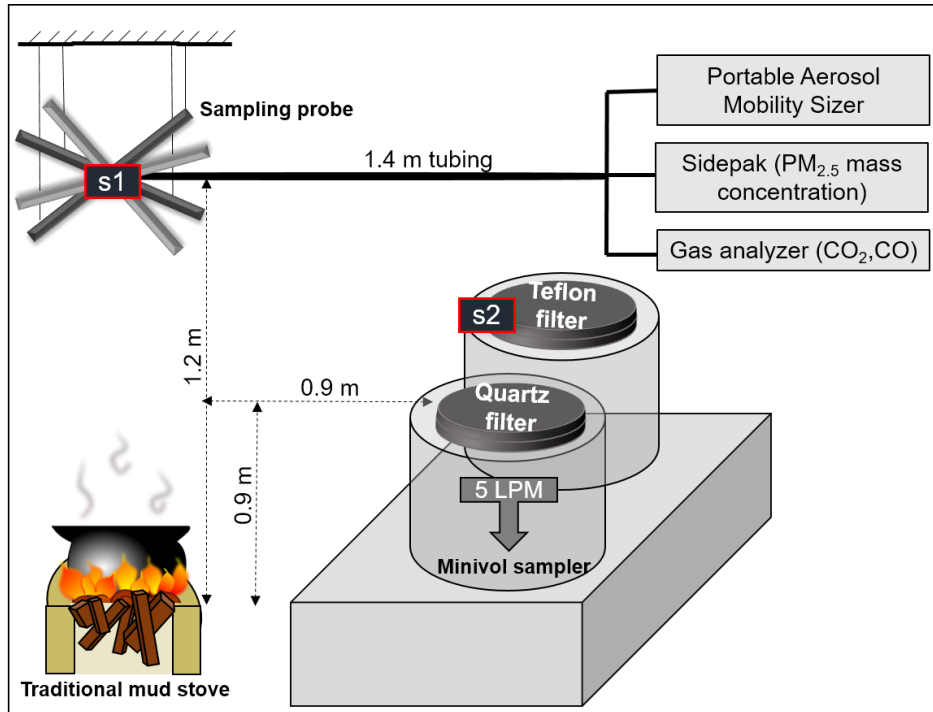 Portable Aerosol
Mobility Sizer
Sampling probe
1.4 m tubing
s1
Sidepak (PM2.5 mass
concentration)
Gas analyzer (CO2,CO)
Teflon
filter
s2
1.2 m
0.9 m
Quartz
filter
0.9 m
5 LPM
Minivol sampler
Traditional mud stove